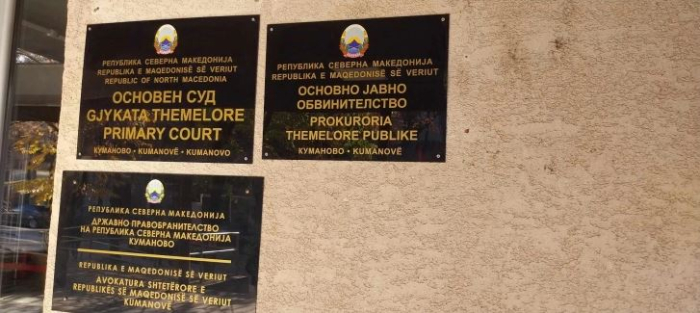 РЕПУБЛИКА СЕВЕРНА МАКЕДОНИЈА
REPUBLIKA E MAQEDONISË SË VERIUT
REPUBLIC OF NORTH MACEDONIA
ОСНОВЕН СУД
GJYKATA THEMELORE
PRIMARY COURT
КУМАНОВО • KUMANOVË • KUMANOVO
РЕПУБЛИКА СЕВЕРНА МАКЕДОНИЈА
REPUBLIKA E MAQEDONISË SË VERIUT
ОСНОВНО ЈАВНО
ОБВИНИТЕЛСТВО
PROKURORIA
THEMELORE PUBLIKE
КУМАНОВО • KUMANOVË
РЕПУБЛИКА СЕВЕРНА МАКЕДОНИЈА
ДРЖАВНО ПРАВОБРАНИТЕЛСТВО
НА РЕПУБЛИКА СЕВЕРНА МАКЕДОНИЈА
КУМАНОВО
REPUBLIKA E MAQEDONISË SË VERIUT
AVOKATURA SHTETËRORE E
REPUBLIKËS SË MAQEDONISË SË VERIUT
KUMANOVË